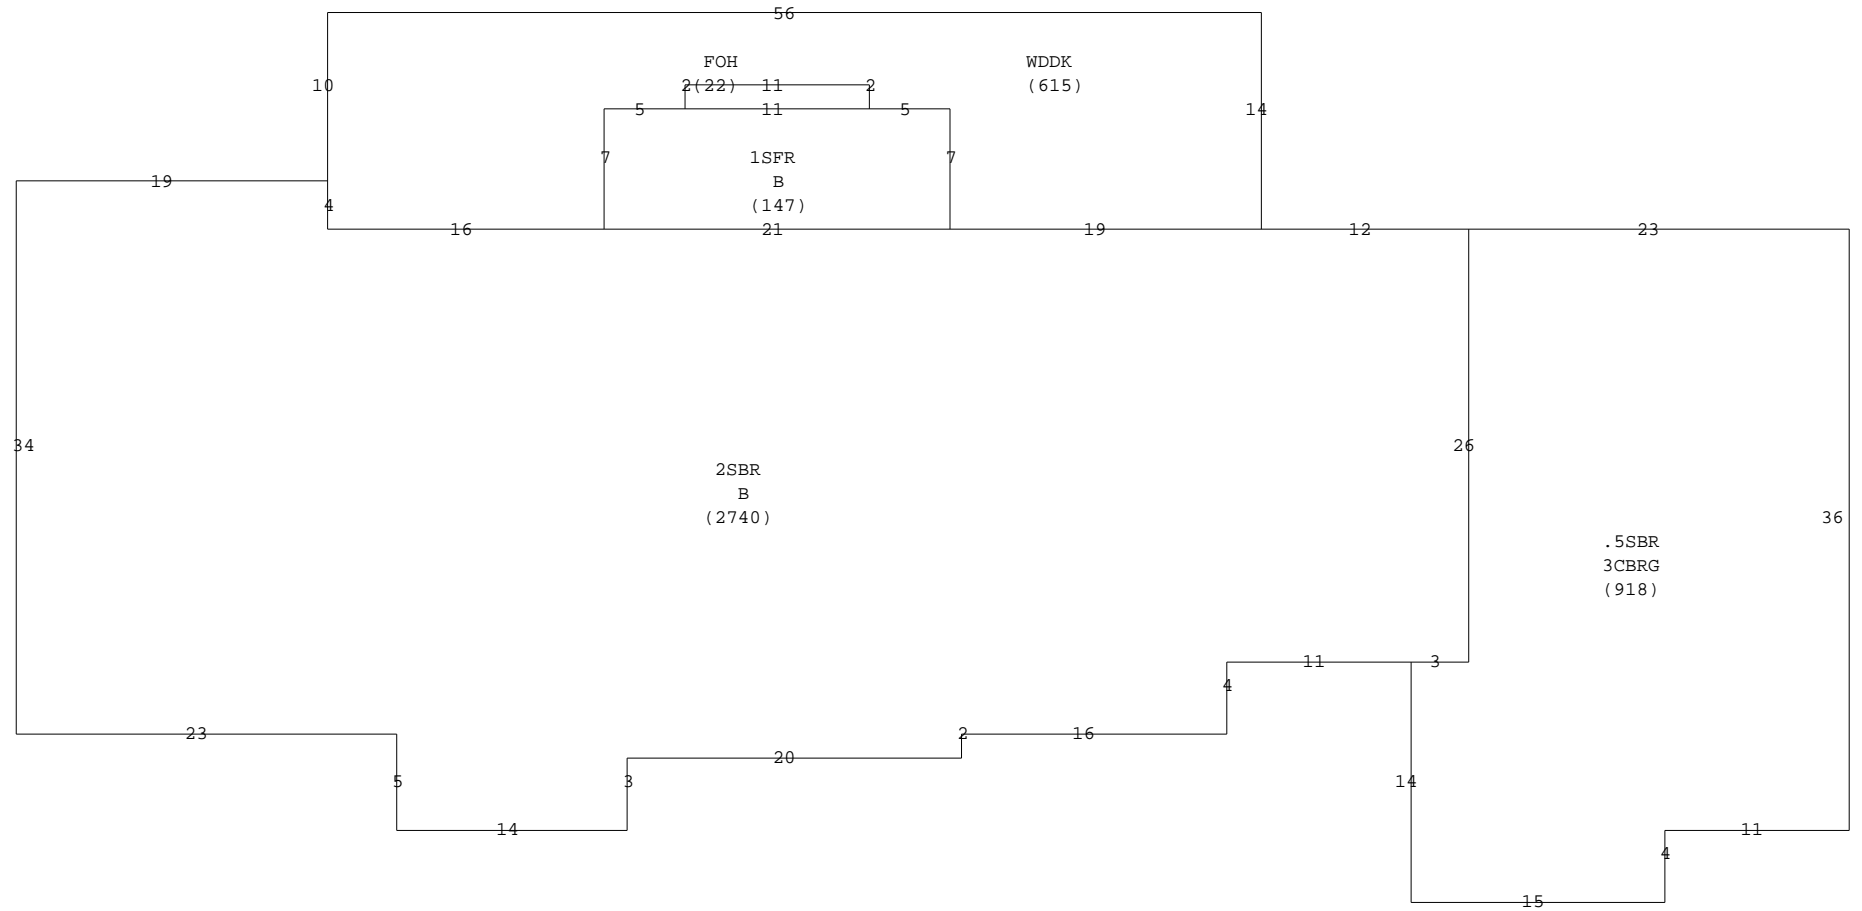 56
FOH WDDK
10 2(22) 11 2 (615)
5 11 5 14
7 1SFR 7
19 B
4 (147)
16 21 19 12 23
34 26
2SBR
B
(2740) 36
.5SBR
3CBRG
(918)
11 3
4
23 2 16
20
5 3 14
14 11
4
15